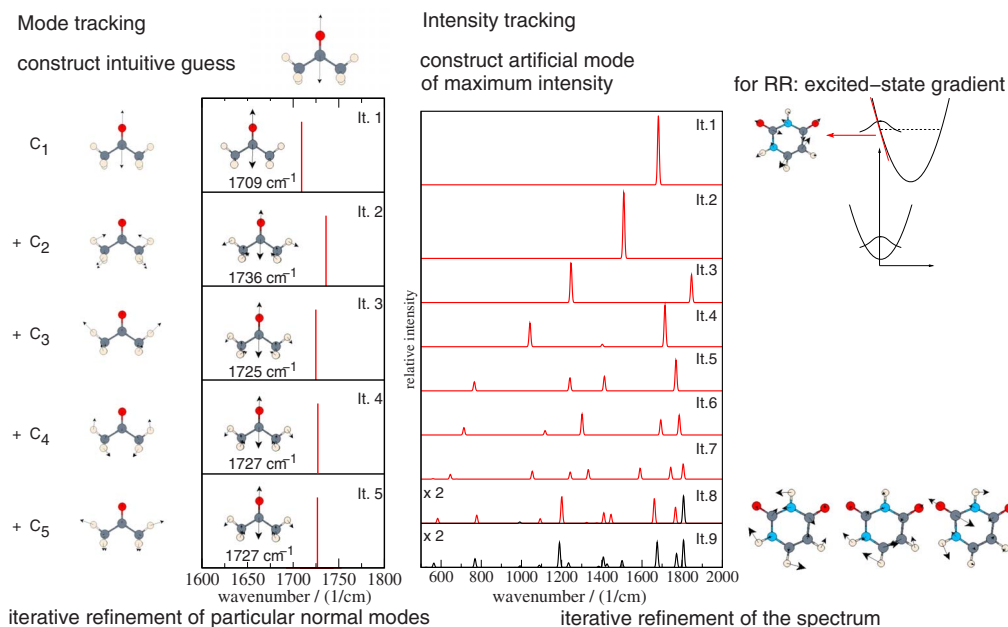 Mode tracking
construct intuitive guess
C1
+ C2
+ C3
+ C4
+ C5
It. 1
1709 cm−1
It. 2
1736 cm−1
It. 3
1725 cm−1
It. 4
1727 cm−1
It. 5
1727 cm−1
1600 1650 1700 1750 1800
1600 1650 1700 1750 1800
wavenumber / (1/cm)
iterative refinement of particular normal modes
Intensity tracking
construct artificial mode
of maximum intensity
relative intensity
It.1
It.2
It.3
It.4
It.5
It.6
It.7
x 2
It.8
x 2
It.9
600 800 1000 1200 1400 1600 1800 2000
wavenumber / (1/cm)
for RR: excited−state gradient
iterative refinement of the spectrum